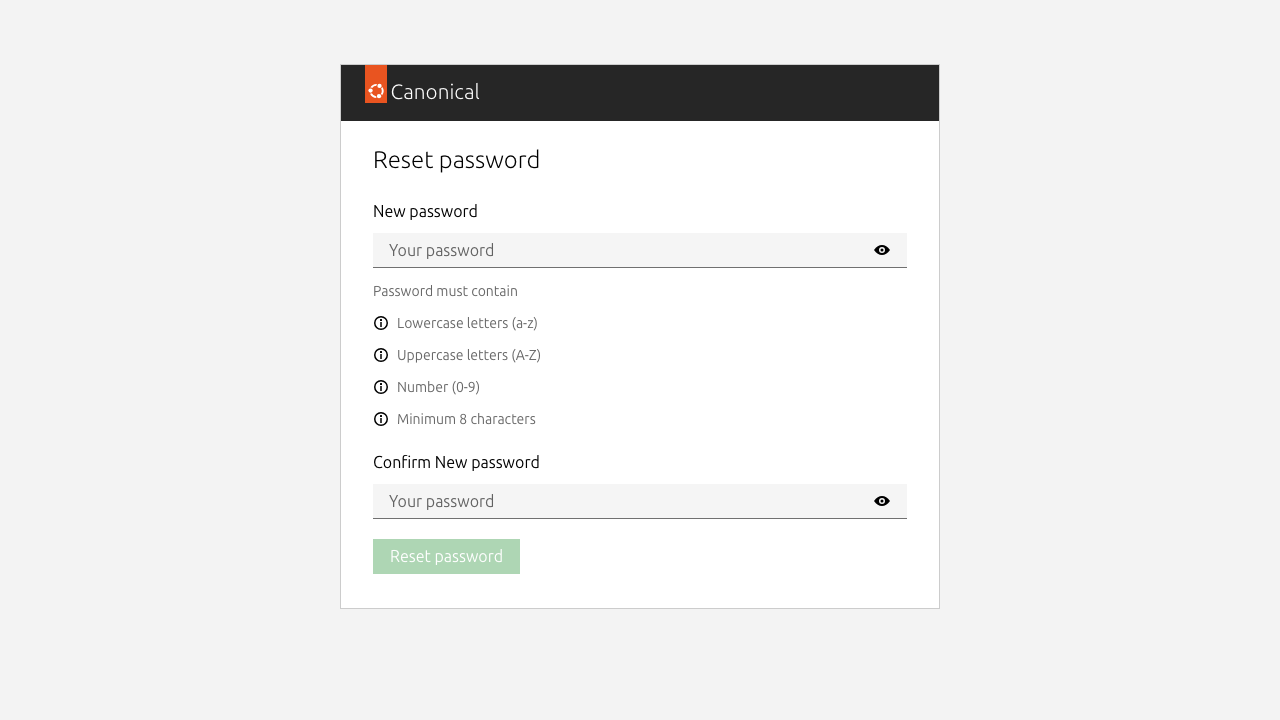 Canonical
Reset password
New password
Your password
Password must contain
Lowercase letters (a-z)
Uppercase letters (A-Z)
Number (0-9)
Minimum 8 characters
Confirm New password
Your password
Reset password